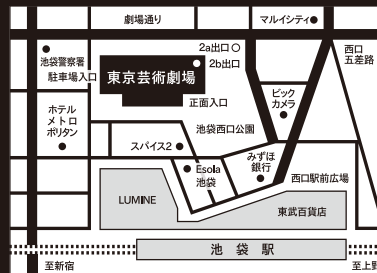 劇場通り
マルイシティ
2a出口
2b出口
西口
五差路
池袋警察署
駐車場入口
東京芸術劇場
正面入口
ビック
カメラ
ホテル
メトロ
ポリタン
池袋西口公園
スパイス2
みずほ
銀行
Esola
池袋
西口駅前広場
LUMINE
東武百貨店
池袋駅
至新宿
至上野